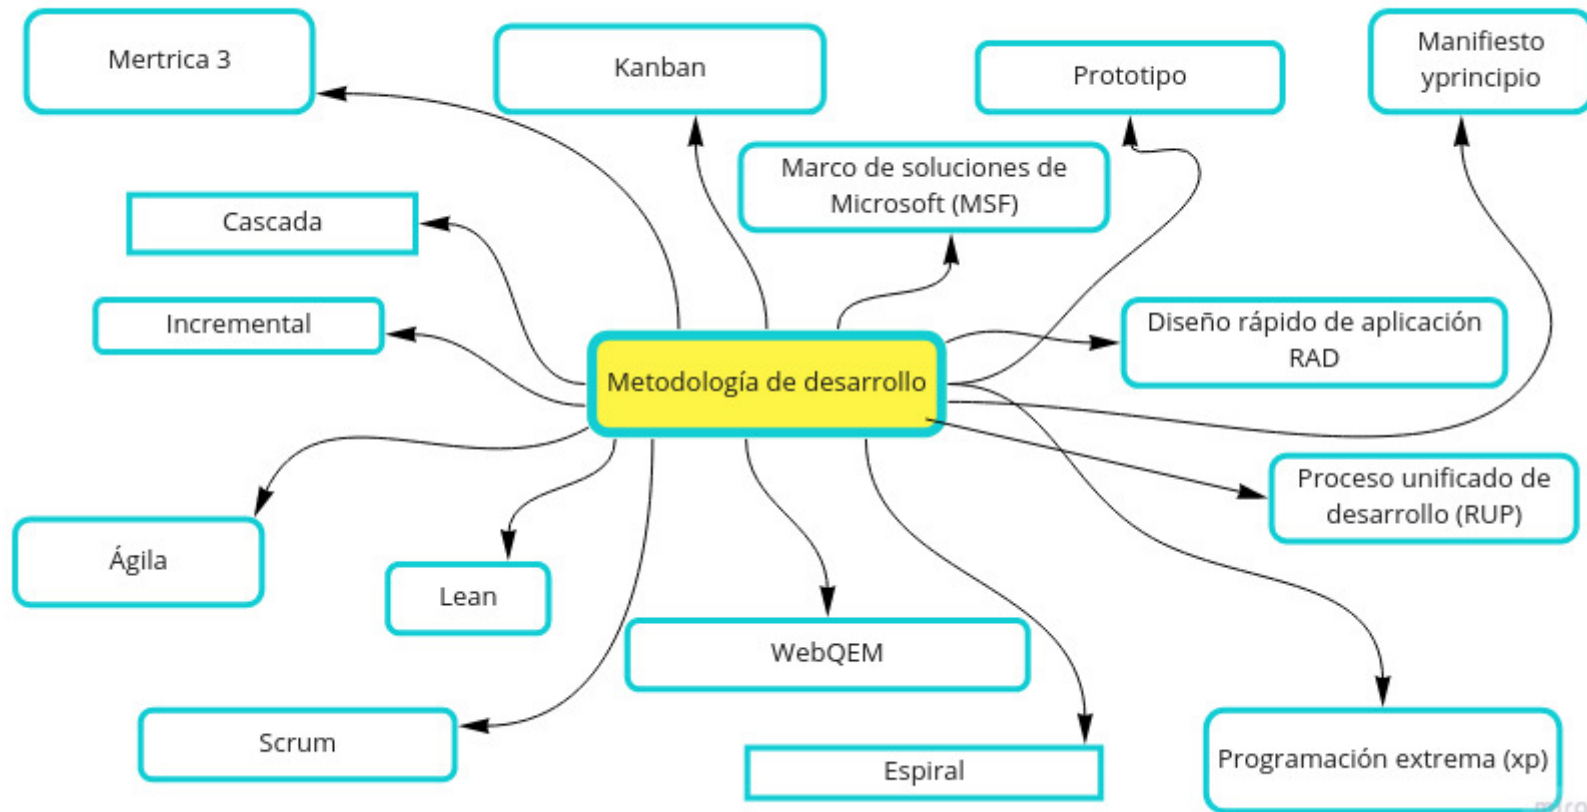 Mertrica 3
Kanban
Prototipo
Manifiesto
yprincipio
Marco de soluciones de
Microsoft (MSF)
Cascada
Incremental
Diseño rápido de aplicación
RAD
Metodología de desarrollo
Proceso unificado de
desarrollo (RUP)
Ágila
Lean
WebQEM
Scrum
Espiral
Programación extrema (xp)
miro